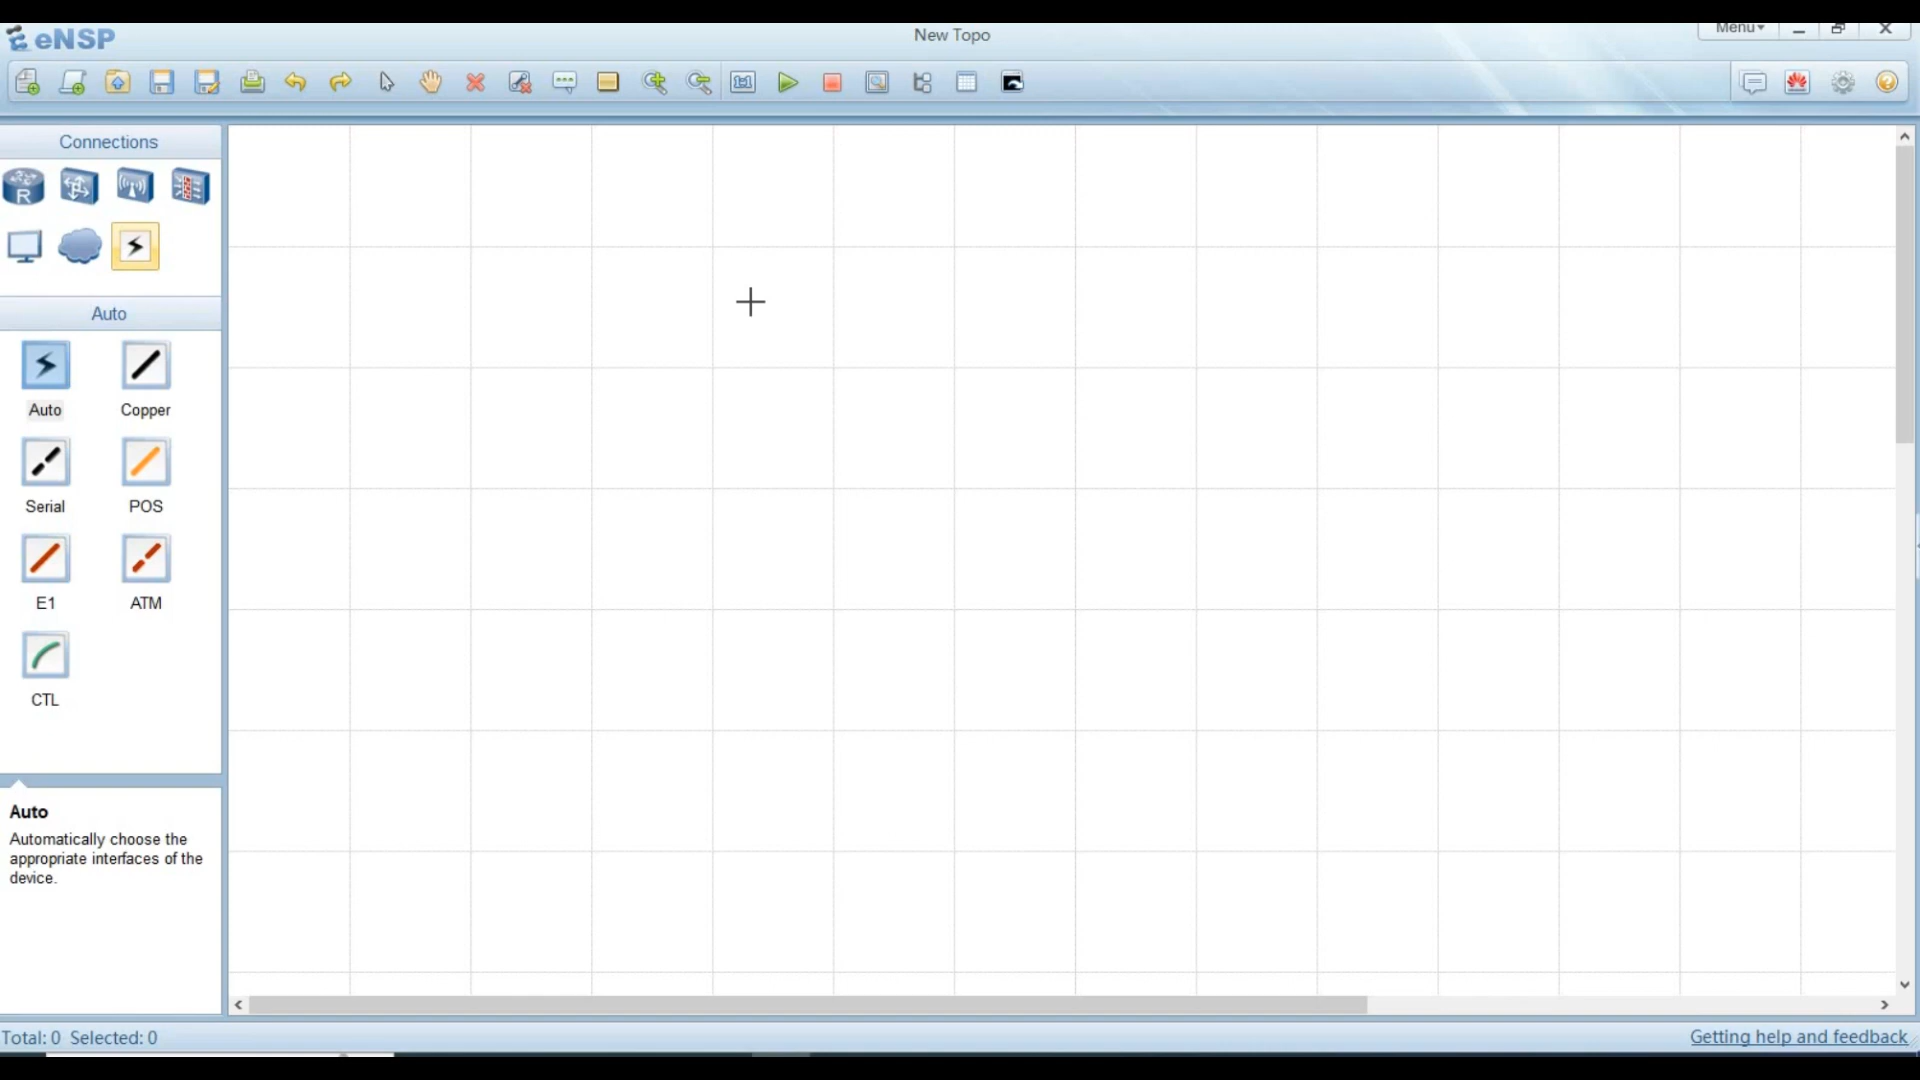 eNSP
New Topo
Menu
Connections
R
Auto
Auto
Copper
Serial
POS
E1
ATM
CTL
Auto
Automatically choose the
appropriate interfaces of the
device.
Total: 0 Selected: 0
Getting help and feedback